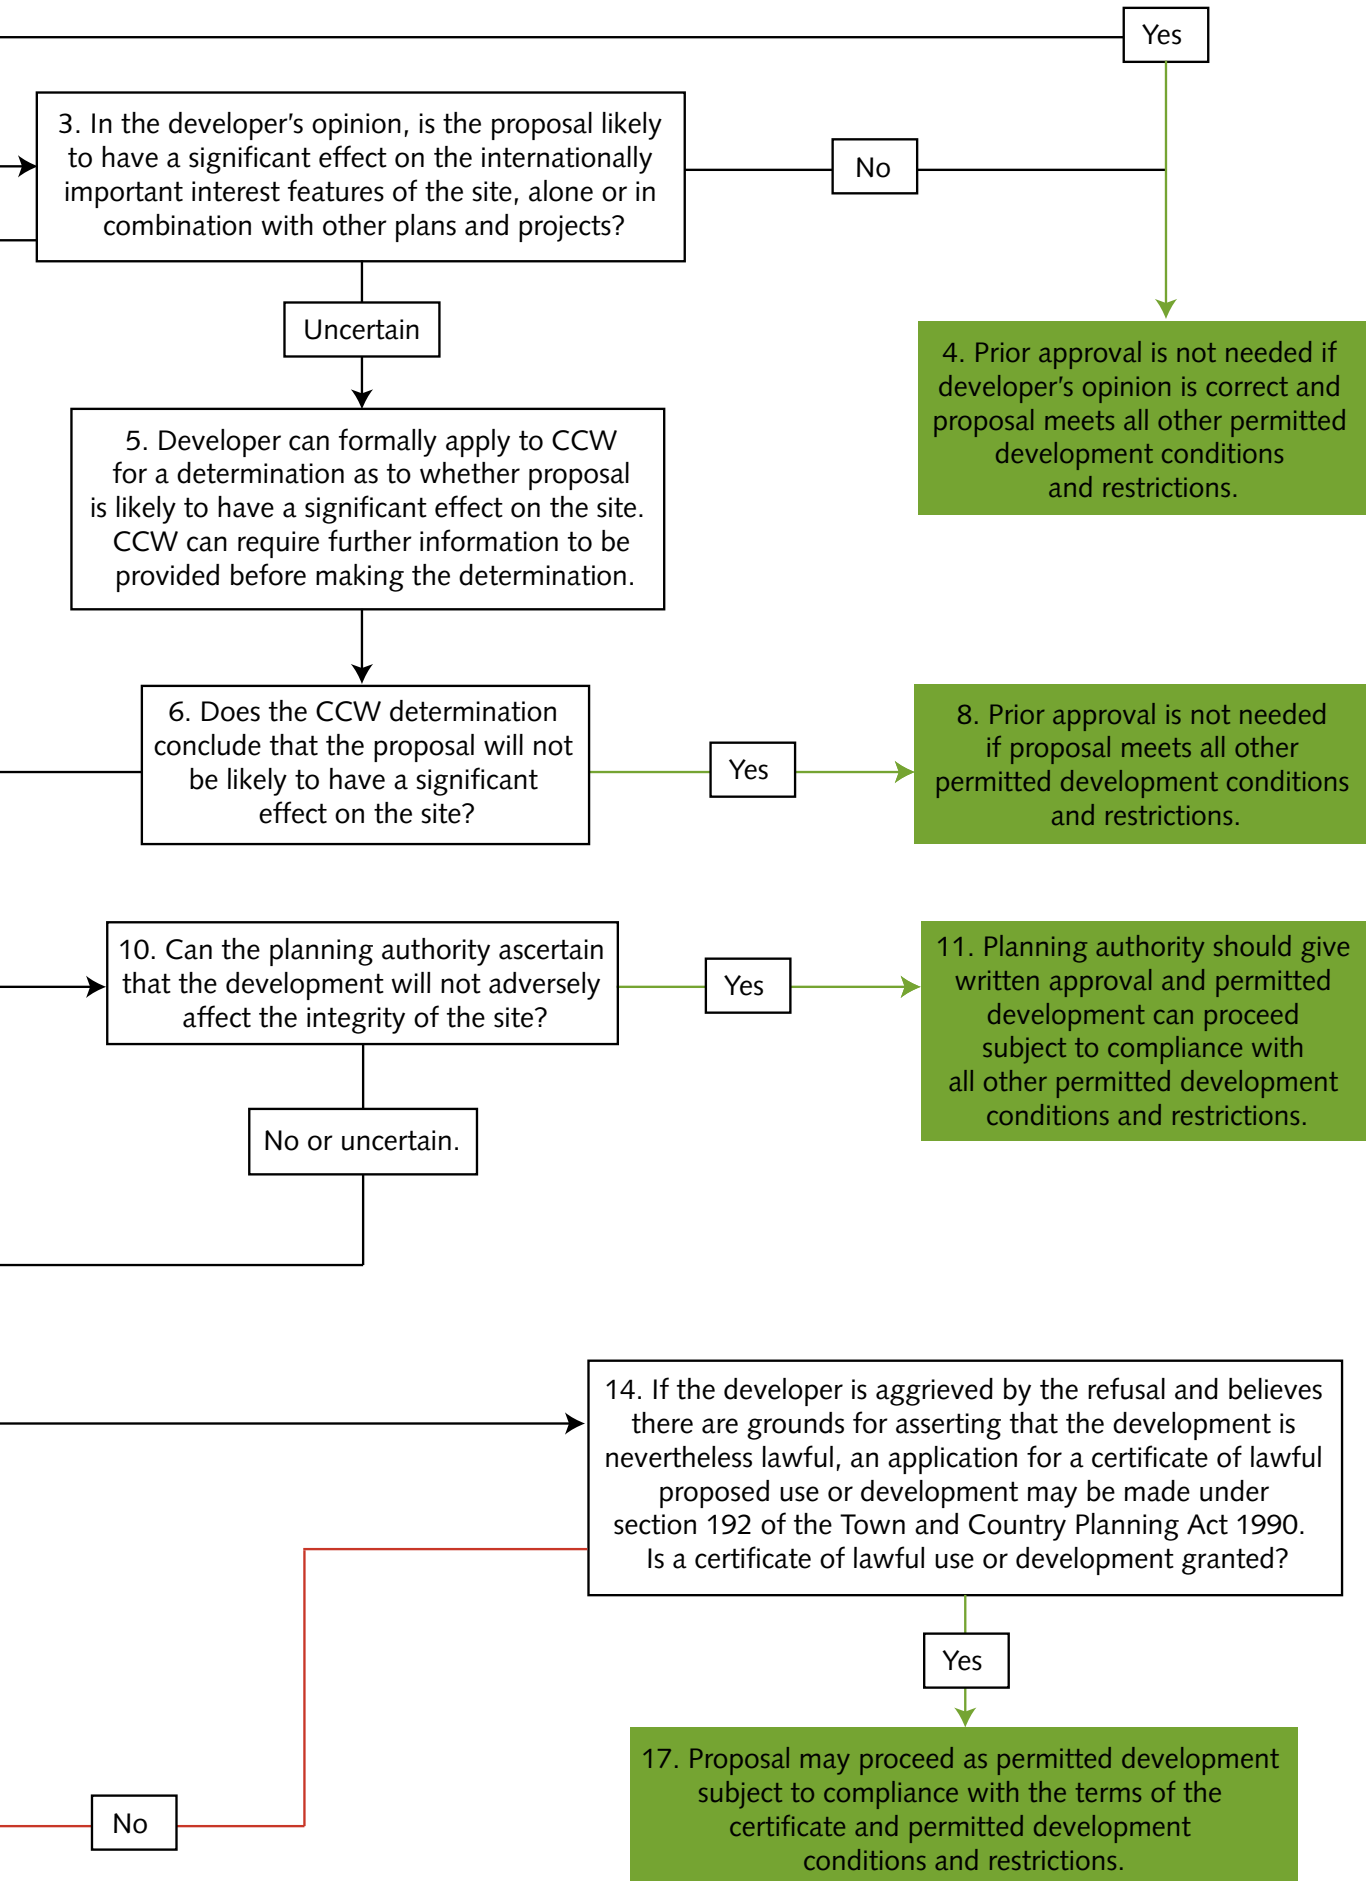 Yes
3. In the developer's opinion, is the proposal likely
to have a significant effect on the internationally
important interest features of the site, alone or in
combination with other plans and projects?
No
Uncertain
4. Prior approval is not needed if
developer's opinion is correct and
proposal meets all other permitted
development conditions
and restrictions.
5. Developer can formally apply to CCW
for a determination as to whether proposal
is likely to have a significant effect on the site.
CCW can require further information to be
provided before making the determination.
6. Does the CCW determination
conclude that the proposal will not
be likely to have a significant
effect on the site?
Yes
8. Prior approval is not needed
if proposal meets all other
permitted development conditions
and restrictions.
10. Can the planning authority ascertain
that the development will not adversely
affect the integrity of the site?
Yes
11. Planning authority should give
written approval and permitted
development can proceed
subject to compliance with
all other permitted development
conditions and restrictions.
No or uncertain.
14. If the developer is aggrieved by the refusal and believes
there are grounds for asserting that the development is
nevertheless lawful, an application for a certificate of lawful
proposed use or development may be made under
section 192 of the Town and Country Planning Act 1990.
Is a certificate of lawful use or development granted?
Yes
17. Proposal may proceed as permitted development
subject to compliance with the terms of the
certificate and permitted development
conditions and restrictions.
No